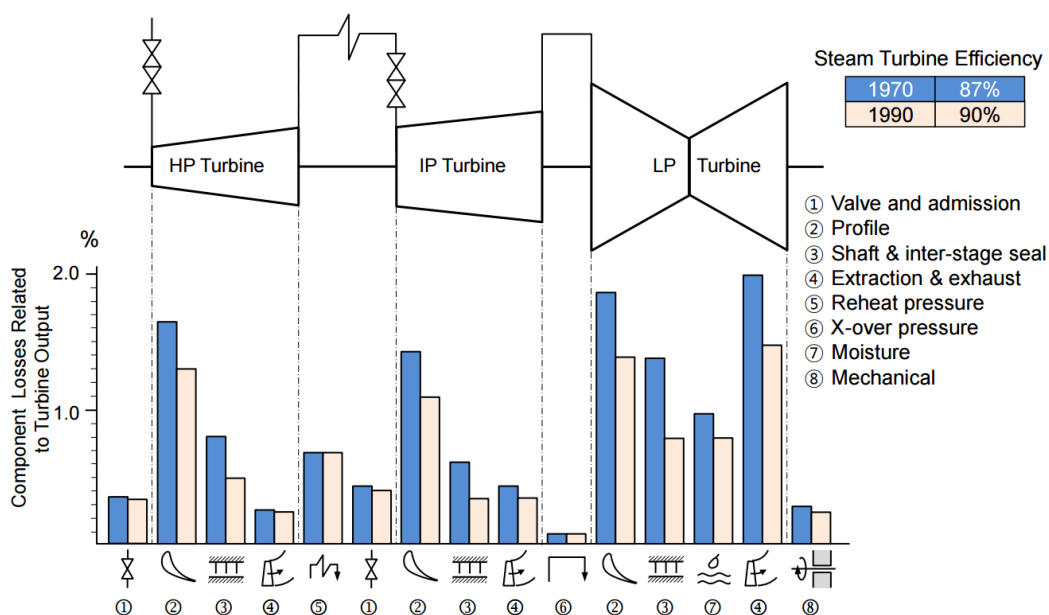 Steam Turbine Efficiency
1970 87%
1990 90%
HP Turbine
IP Turbine
LP Turbine
① Valve and admission
② Profile
③ Shaft & inter-stage seal
④ Extraction & exhaust
⑤ Reheat pressure
⑥ X-over pressure
⑦ Moisture
⑧ Mechanical
%
2.0
1.0
0
Component Losses Related
to Turbine Output
① ② ③ ④ ⑤ ① ② ③ ④ ⑥ ② ③ ⑦ ④ ⑧